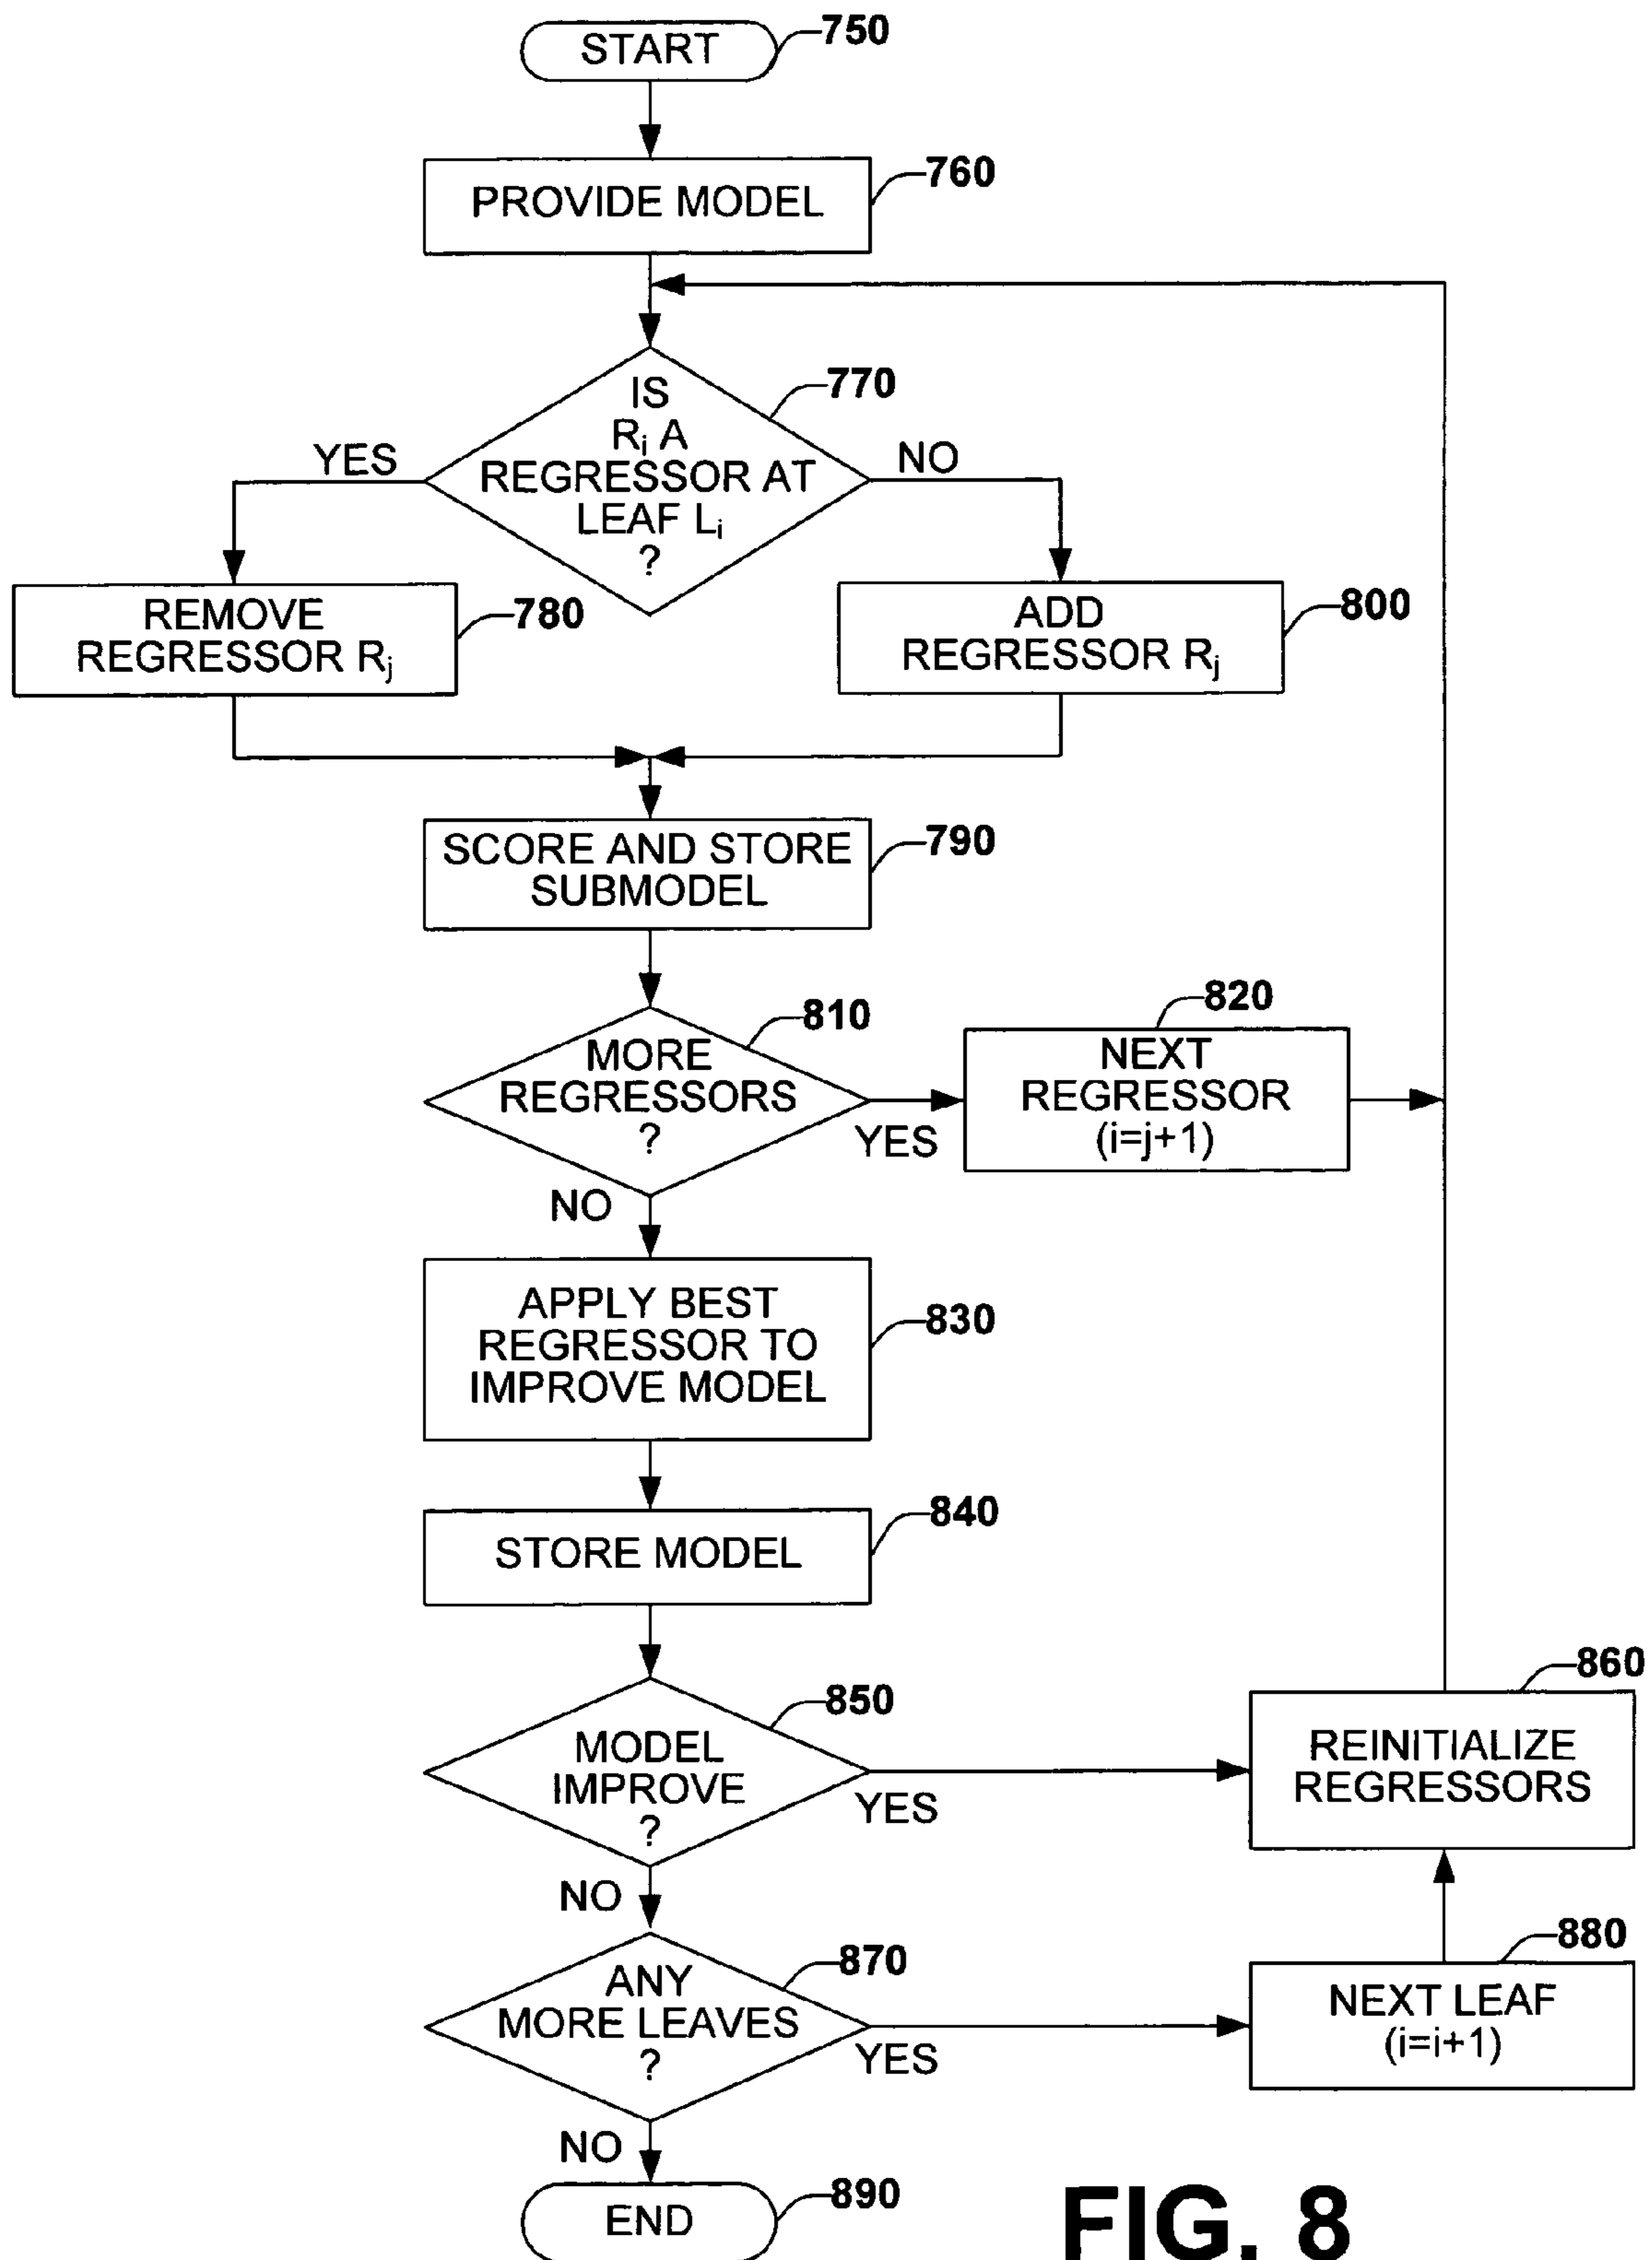 START
750
PROVIDE MODEL
760
IS
Ri A
REGRESSOR AT
LEAF Li
?
770
YES
NO
REMOVE
REGRESSOR Rj
780
ADD
REGRESSOR Rj
800
SCORE AND STORE
SUBMODEL
790
MORE
REGRESSORS
?
810
YES
NEXT
REGRESSOR
(i=j+1)
820
NO
APPLY BEST
REGRESSOR TO
IMPROVE MODEL
830
STORE MODEL
840
MODEL
IMPROVE
?
850
YES
REINITIALIZE
REGRESSORS
860
NO
ANY
MORE LEAVES
?
870
YES
NEXT LEAF
(i=i+1)
880
NO
END
890
FIG. 8